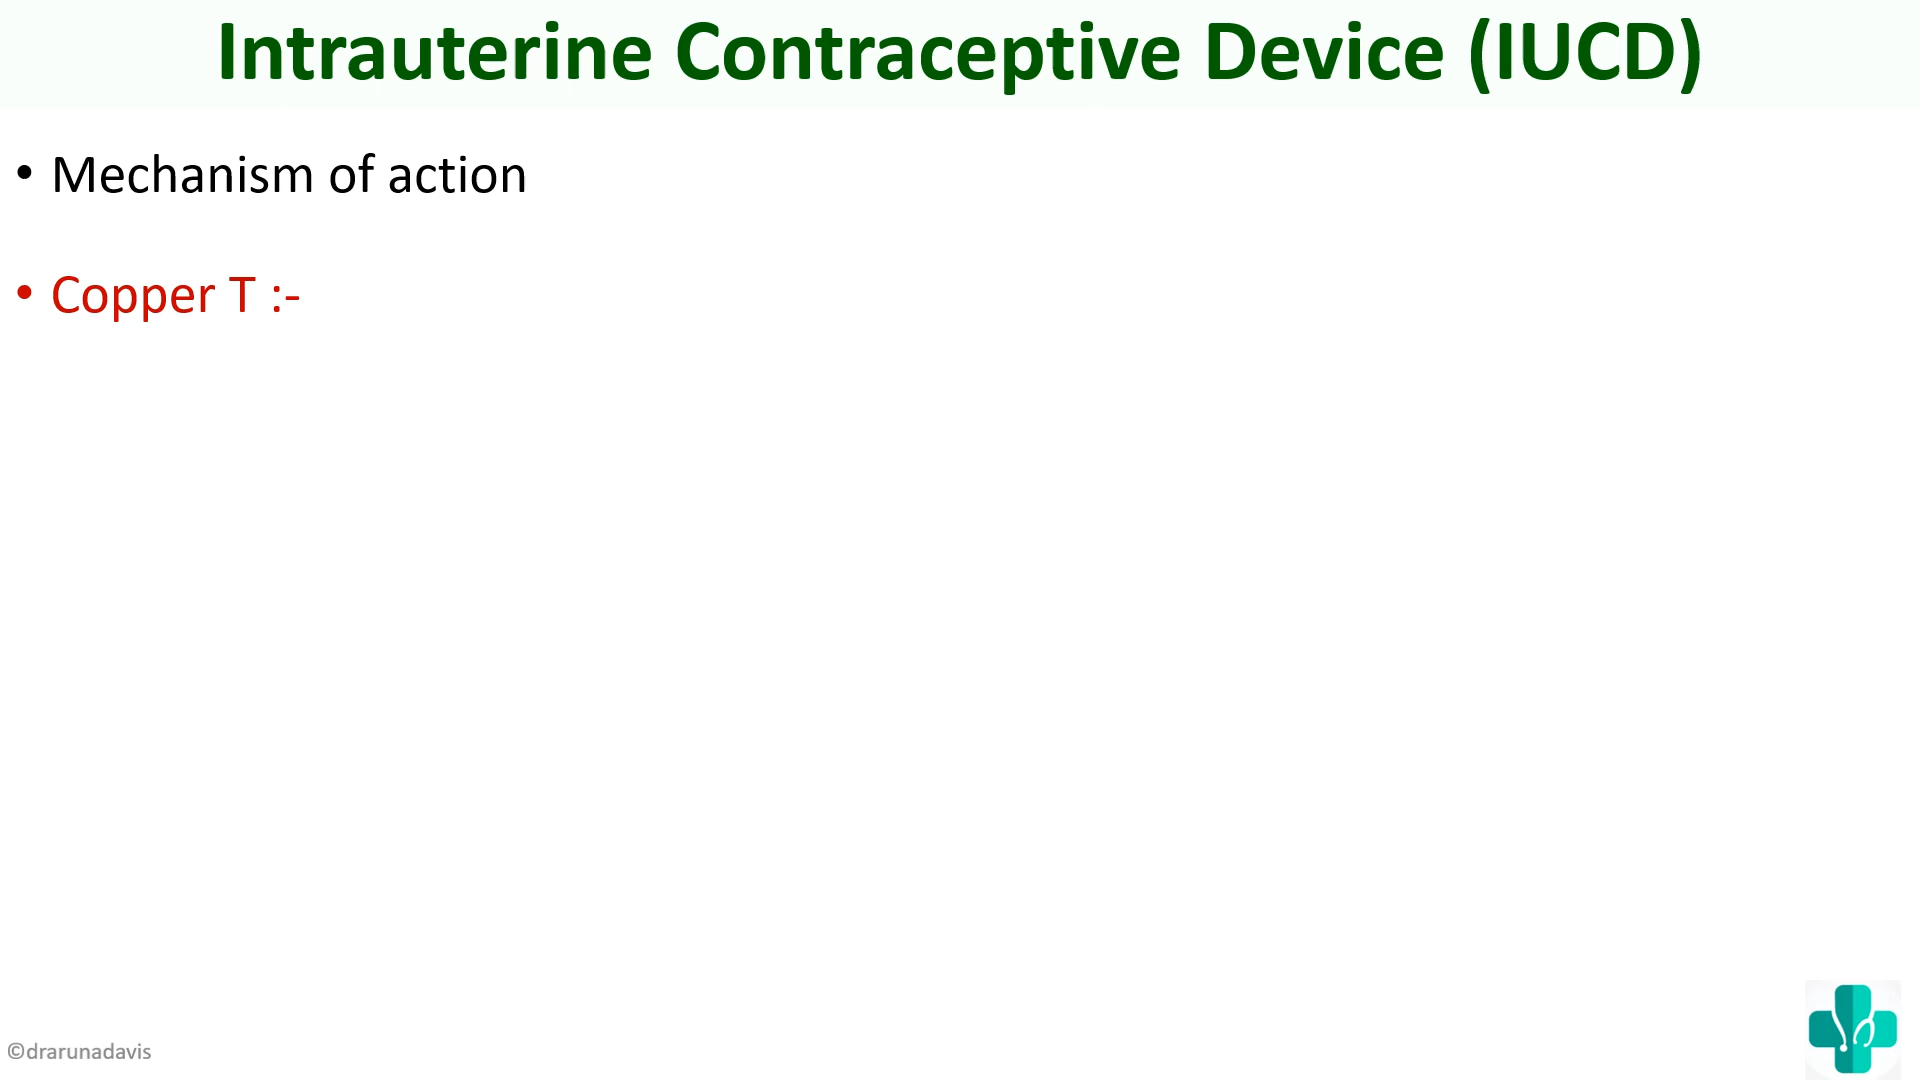 Intrauterine Contraceptive Device (IUCD)
• Mechanism of action
• Copper T :-
©drarunadavis